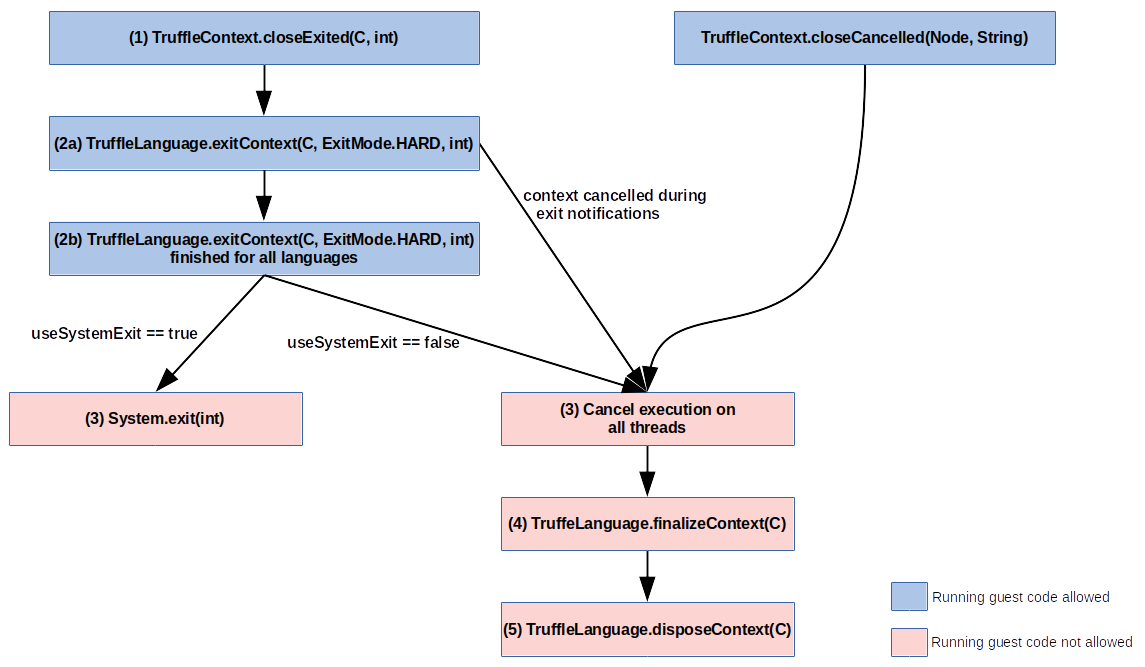 (1) TruffleContext.closeExited(C, int)
TruffleContext.closeCancelled(Node, String)
(2a) TruffleLanguage.exitContext(C, ExitMode.HARD, int)
context cancelled during
exit notifications
(2b) TruffleLanguage.exitContext(C, ExitMode.HARD, int)
finished for all languages
useSystemExit == true
useSystemExit == false
(3) System.exit(int)
(3) Cancel execution on
all threads
(4) TruffeLanguage.finalizeContext(C)
(5) TruffleLanguage.disposeContext(C)
Running guest code allowed
Running guest code not allowed